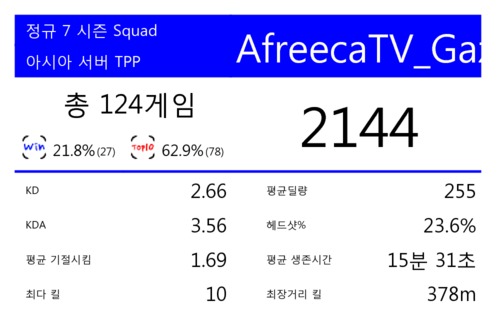 정규 7 시즌 Squad
아시아 서버 TPP
AfreecaTV_Ga
총 124게임
Win 21.8%(27) Top10 62.9%(78)
2144
KD 2.66
평균딜량 255
KDA 3.56
헤드샷% 23.6%
평균 기절시킴 1.69
평균 생존시간 15분 31초
최다 킬 10
최장거리 킬 378m